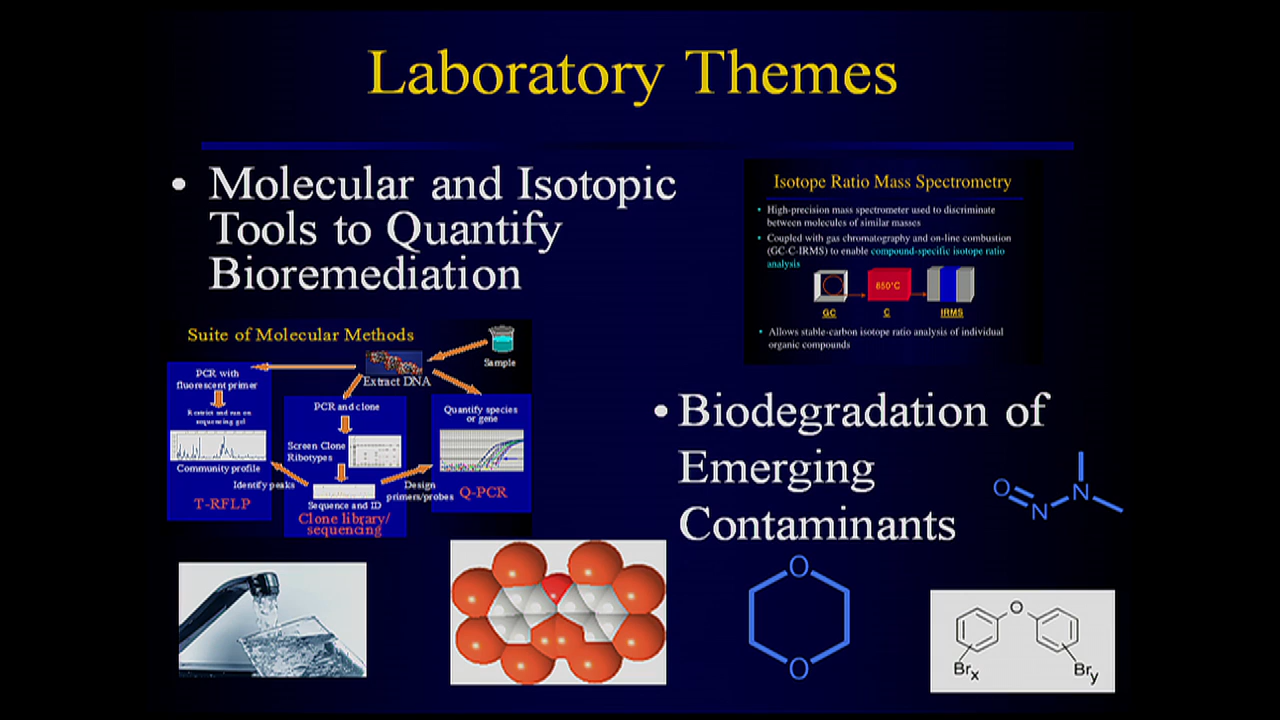 Laboratory Themes
• Molecular and Isotopic
Tools to Quantify
Bioremediation
Isotope Ratio Mass Spectrometry
• High-precision mass spectrometer used to discriminate
between molecules of similar masses
• Coupled with gas chromatography and on-line combustion
(GC-C-IRMS) to enable compound-specific isotope ratio
analysis
850°C
GC
C
IRMS
• Allows stable-carbon isotope ratio analysis of individual
organic compounds
Suite of Molecular Methods
Sample
Extract DNA
PCR with
fluorescent primer
Restrict and run on
sequencing gel
Community profile
T-RFLP
PCR and clone
Screen Clone
Ribotypes
Identify peaks
Sequence and ID
Clone library/
sequencing
Quantify species
or gene
Design
primers/probes
Q-PCR
• Biodegradation of
Emerging
Contaminants
O
N
N
O
O
O
Brx
Bry